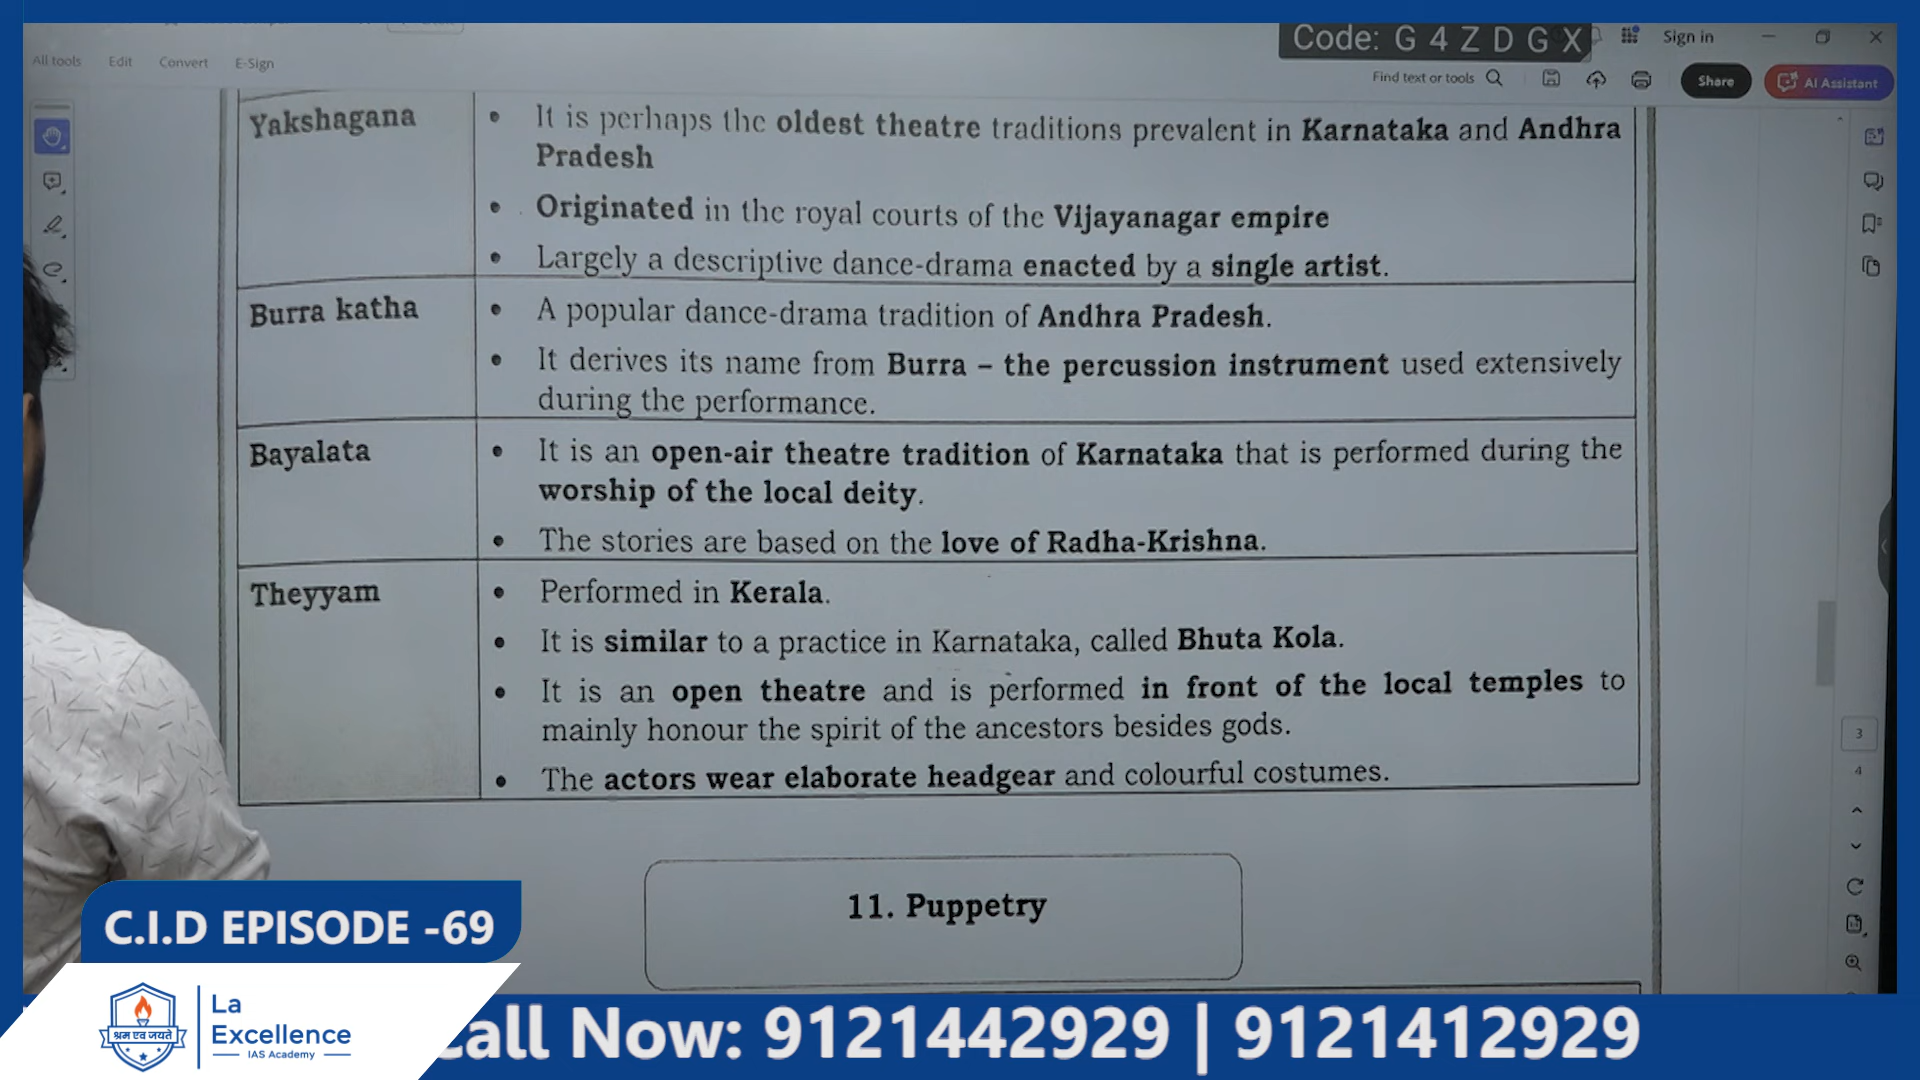 Code: G 4 Z D G X
Sign in
All tools Edit Convert E-Sign
Find text or tools
Share
AI Assistant
Yakshagana
• It is perhaps the oldest theatre traditions prevalent in Karnataka and Andhra
Pradesh
• Originated in the royal courts of the Vijayanagar empire
• Largely a descriptive dance-drama enacted by a single artist.
Burra katha
• A popular dance-drama tradition of Andhra Pradesh.
• It derives its name from Burra – the percussion instrument used extensively
during the performance.
Bayalata
• It is an open-air theatre tradition of Karnataka that is performed during the
worship of the local deity.
• The stories are based on the love of Radha-Krishna.
Theyyam
• Performed in Kerala.
• It is similar to a practice in Karnataka, called Bhuta Kola.
• It is an open theatre and is performed in front of the local temples to
mainly honour the spirit of the ancestors besides gods.
• The actors wear elaborate headgear and colourful costumes.
3
4
11. Puppetry
C.I.D EPISODE -69
श्रम एव जयते
La
Excellence
IAS Academy
Call Now: 9121442929 | 9121412929